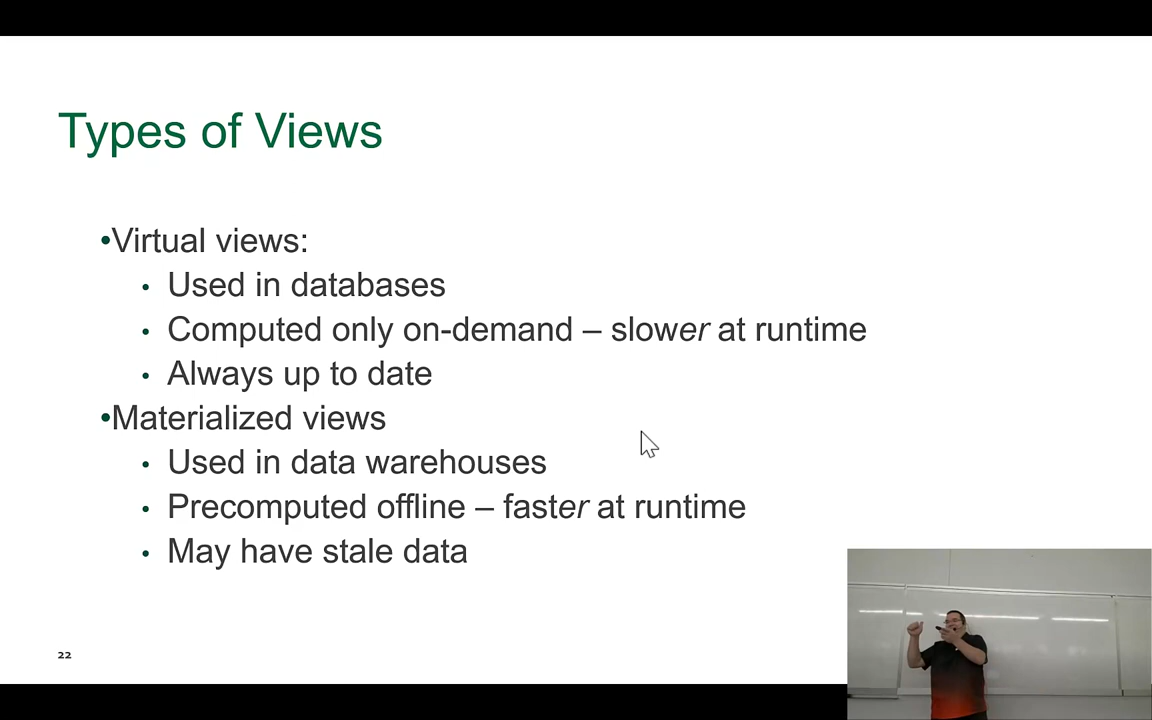 Types of Views
•Virtual views:
• Used in databases
• Computed only on-demand – slower at runtime
• Always up to date
•Materialized views
• Used in data warehouses
• Precomputed offline – faster at runtime
• May have stale data
22